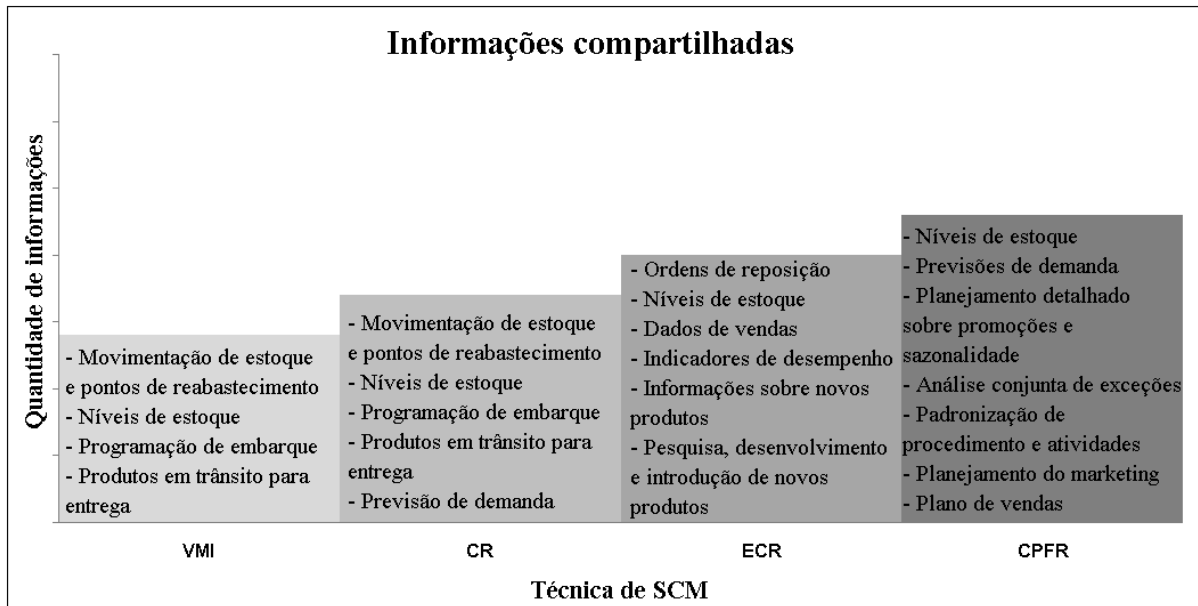 Informações compartilhadas
Quantidade de informações
- Movimentação de estoque
e pontos de reabastecimento
- Níveis de estoque
- Programação de embarque
- Produtos em trânsito para
entrega
- Movimentação de estoque
e pontos de reabastecimento
- Níveis de estoque
- Programação de embarque
- Produtos em trânsito para
entrega
- Previsão de demanda
- Ordens de reposição
- Níveis de estoque
- Dados de vendas
- Indicadores de desempenho
- Informações sobre novos
produtos
- Pesquisa, desenvolvimento
e introdução de novos
produtos
- Níveis de estoque
- Previsões de demanda
- Planejamento detalhado
sobre promoções e
sazonalidade
- Análise conjunta de exceções
- Padronização de
procedimento e atividades
- Planejamento do marketing
- Plano de vendas
VMI
CR
ECR
CPFR
Técnica de SCM